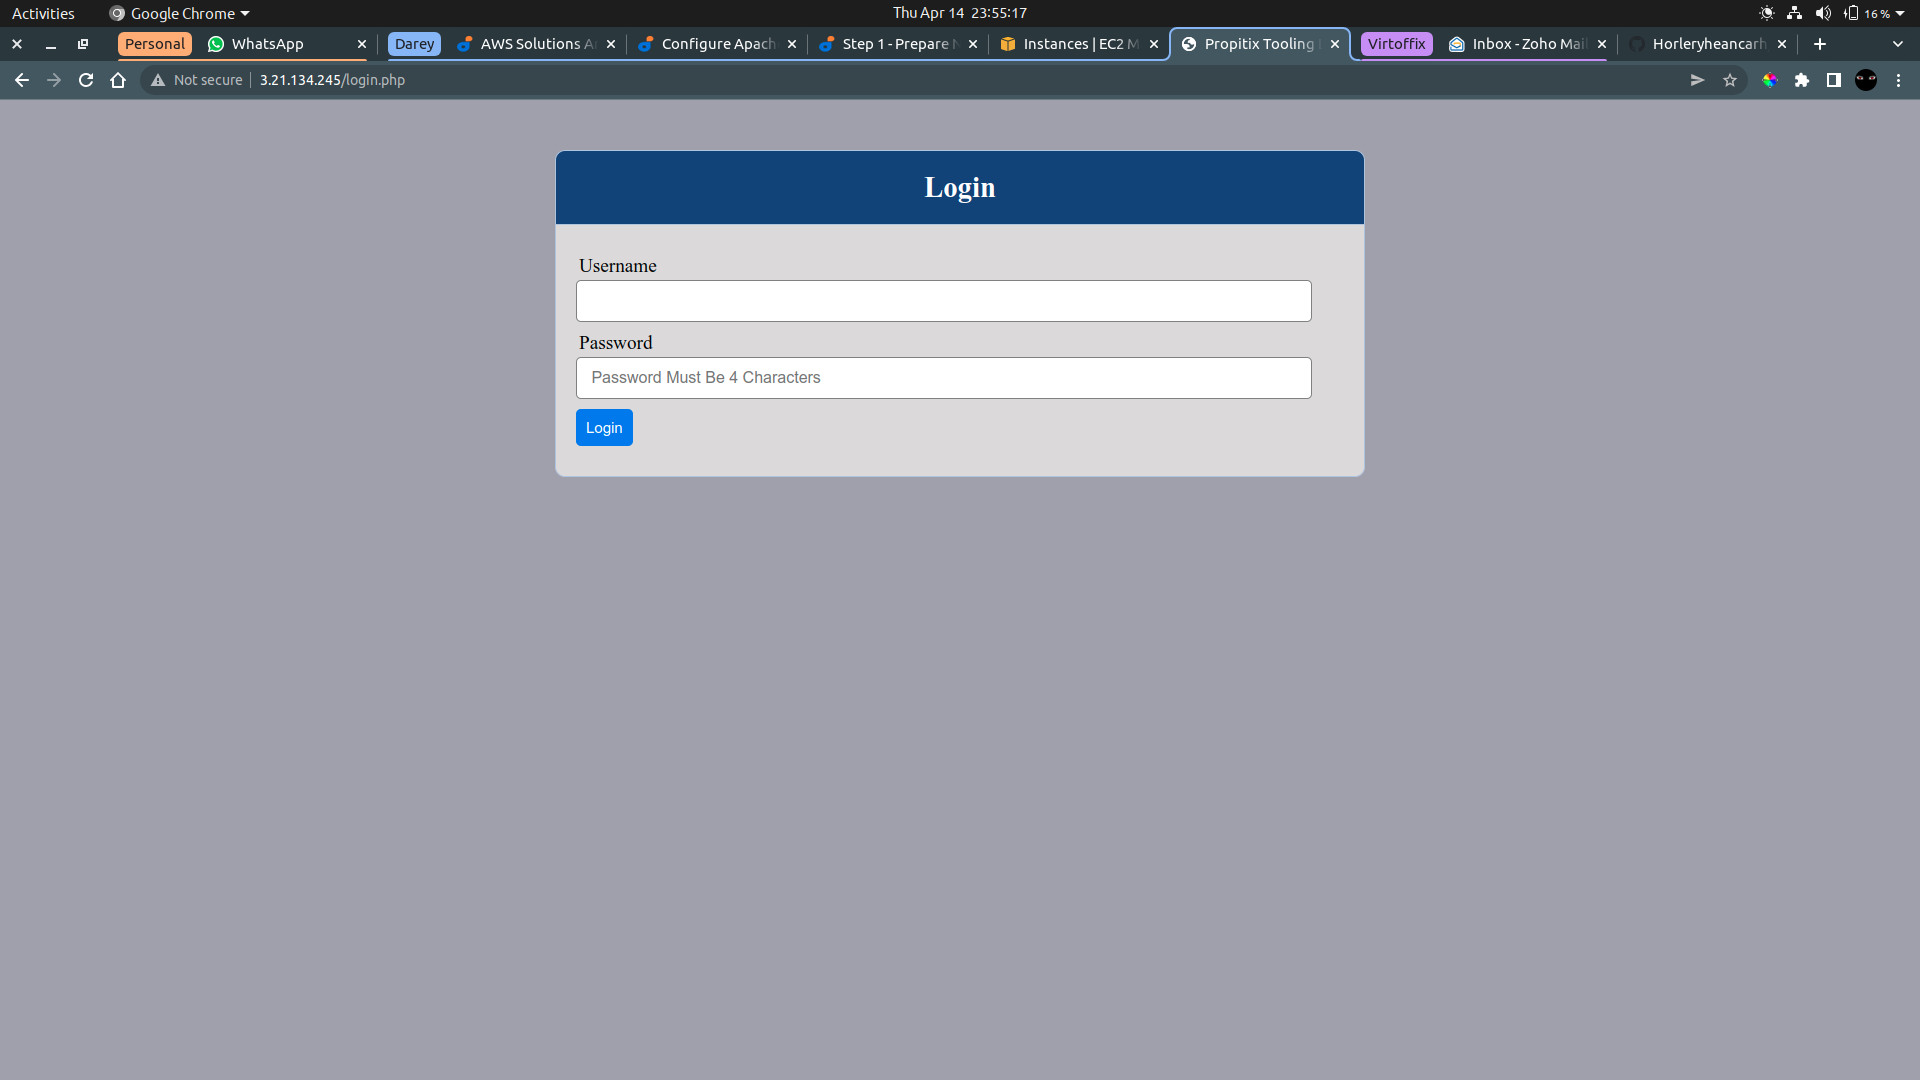 Activities Google Chrome Thu Apr 14 23:55:17 16 %
Personal WhatsApp Darey AWS Solutions Configure Apach Step 1 - Prepare Instances | EC2 M Propitix Tooling Virtoffix Inbox - Zoho Mail Horleryheancarh
Not secure 3.21.134.245/login.php
Login
Username
Password
Password Must Be 4 Characters
Login